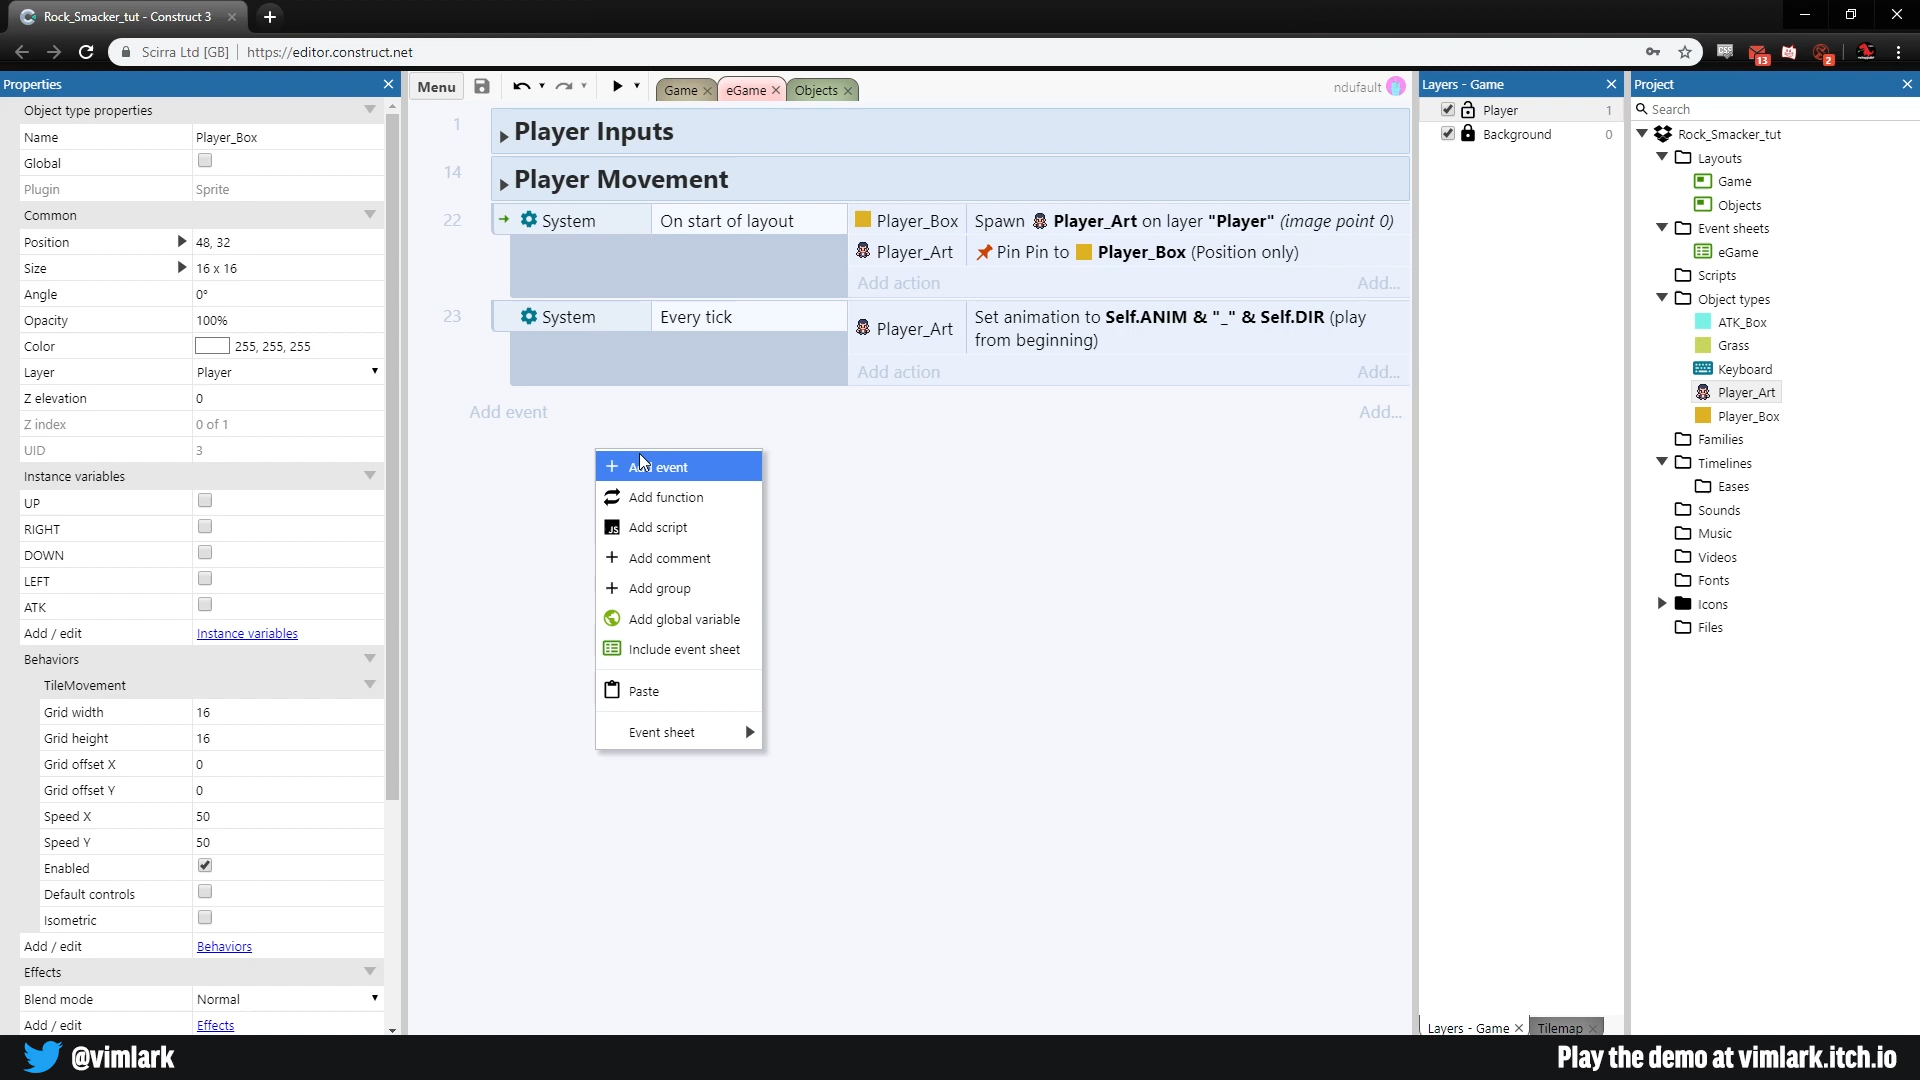 Rock_Smacker_tut - Construct 3
Scirra Ltd [GB] | https://editor.construct.net
13
2
Properties
Object type properties
Name Player_Box
Global
Plugin Sprite
Common
Position 48, 32
Size 16 x 16
Angle 0°
Opacity 100%
Color 255, 255, 255
Layer Player
Z elevation 0
Z index 0 of 1
UID 3
Instance variables
UP
RIGHT
DOWN
LEFT
ATK
Add / edit Instance variables
Behaviors
TileMovement
Grid width 16
Grid height 16
Grid offset X 0
Grid offset Y 0
Speed X 50
Speed Y 50
Enabled
Default controls
Isometric
Add / edit Behaviors
Effects
Blend mode Normal
Add / edit Effects
Menu
Game
eGame
Objects
ndufault
1 Player Inputs
14 Player Movement
22 System On start of layout Player_Box Spawn Player_Art on layer "Player" (image point 0)
Player_Art Pin Pin to Player_Box (Position only)
Add action Add...
23 System Every tick Player_Art Set animation to Self.ANIM & "_" & Self.DIR (play
from beginning)
Add action Add...
Add event Add...
Add event
Add function
JS Add script
Add comment
Add group
Add global variable
Include event sheet
Paste
Event sheet
Layers - Game
Player 1
Background 0
Layers - Game
Tilemap
Project
Search
Rock_Smacker_tut
Layouts
Game
Objects
Event sheets
eGame
Scripts
Object types
ATK_Box
Grass
Keyboard
Player_Art
Player_Box
Families
Timelines
Eases
Sounds
Music
Videos
Fonts
Icons
Files
@vimlark
Play the demo at vimlark.itch.io